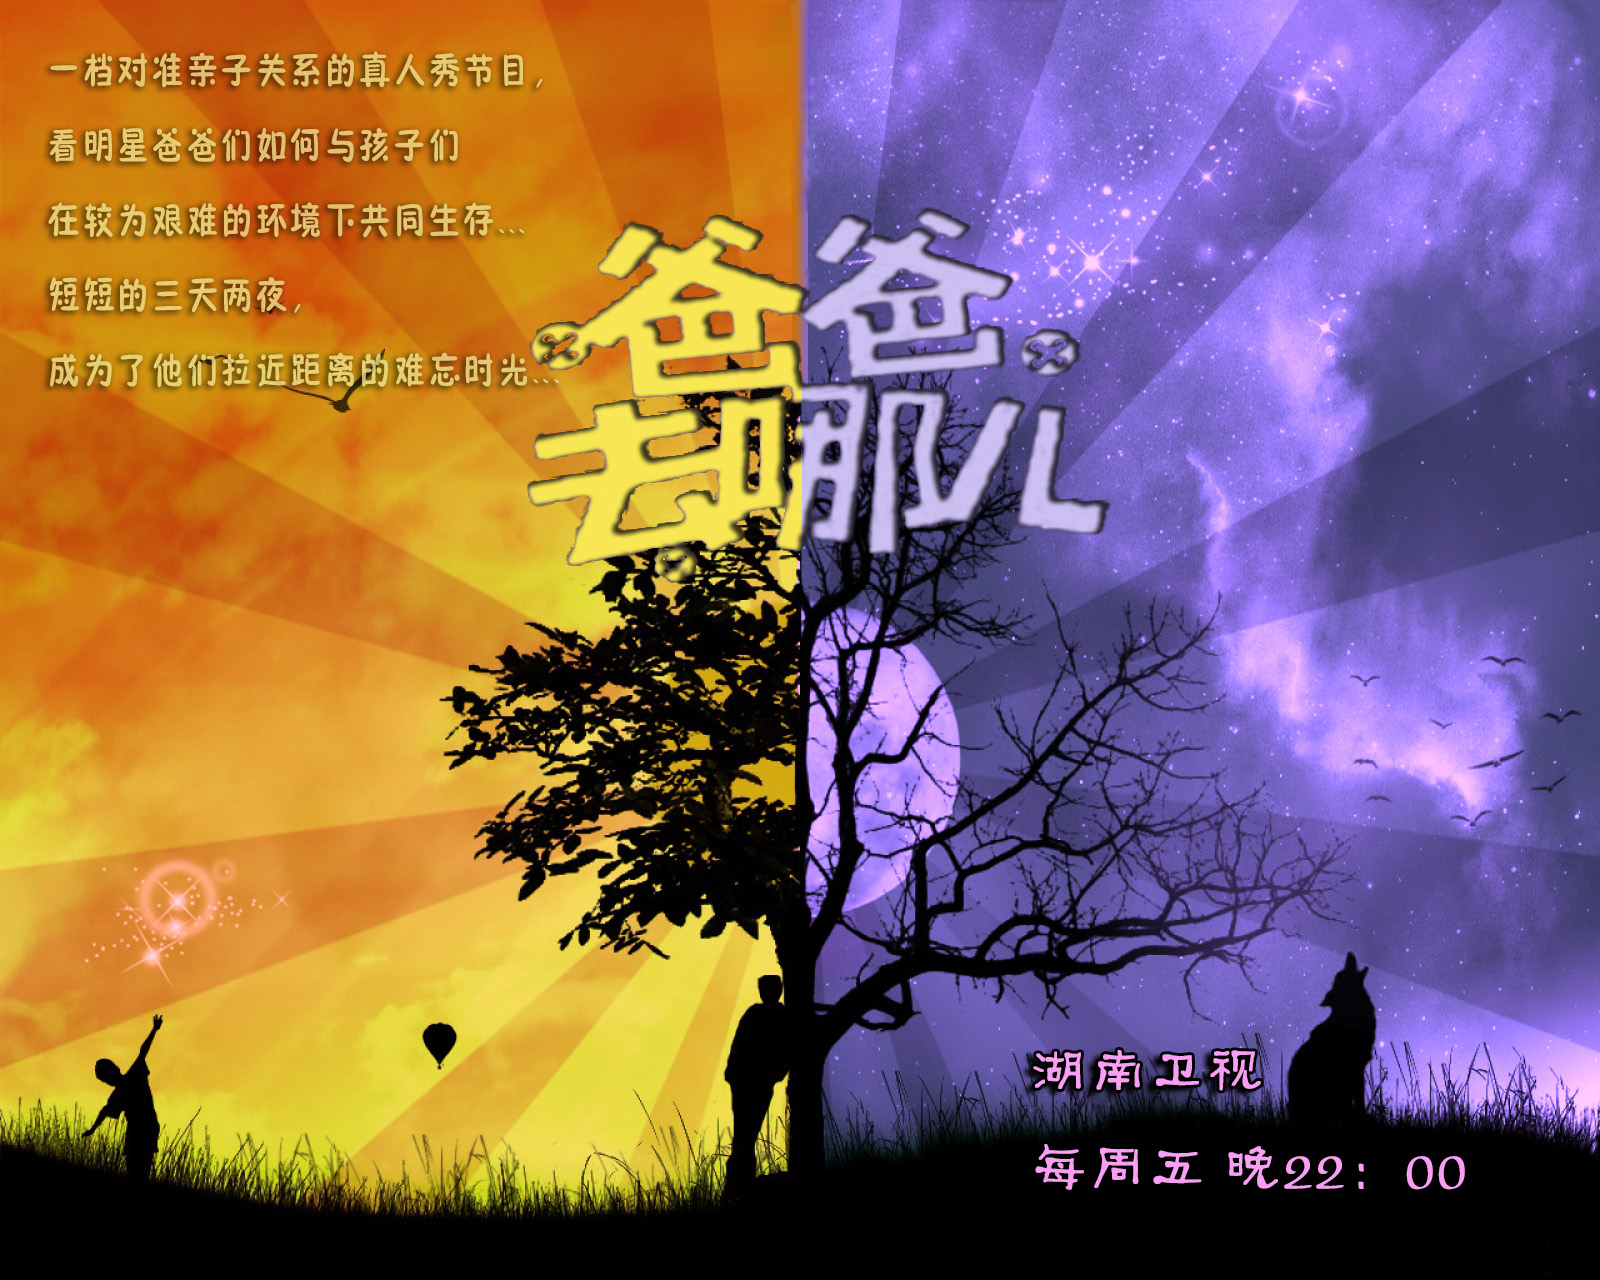 一档对准亲子关系的真人秀节目，
看明星爸爸们如何与孩子们
在较为艰难的环境下共同生存...
短短的三天两夜，
成为了他们拉近距离的难忘时光...
爸爸
去哪儿
湖南卫视
每周五 晚22：00